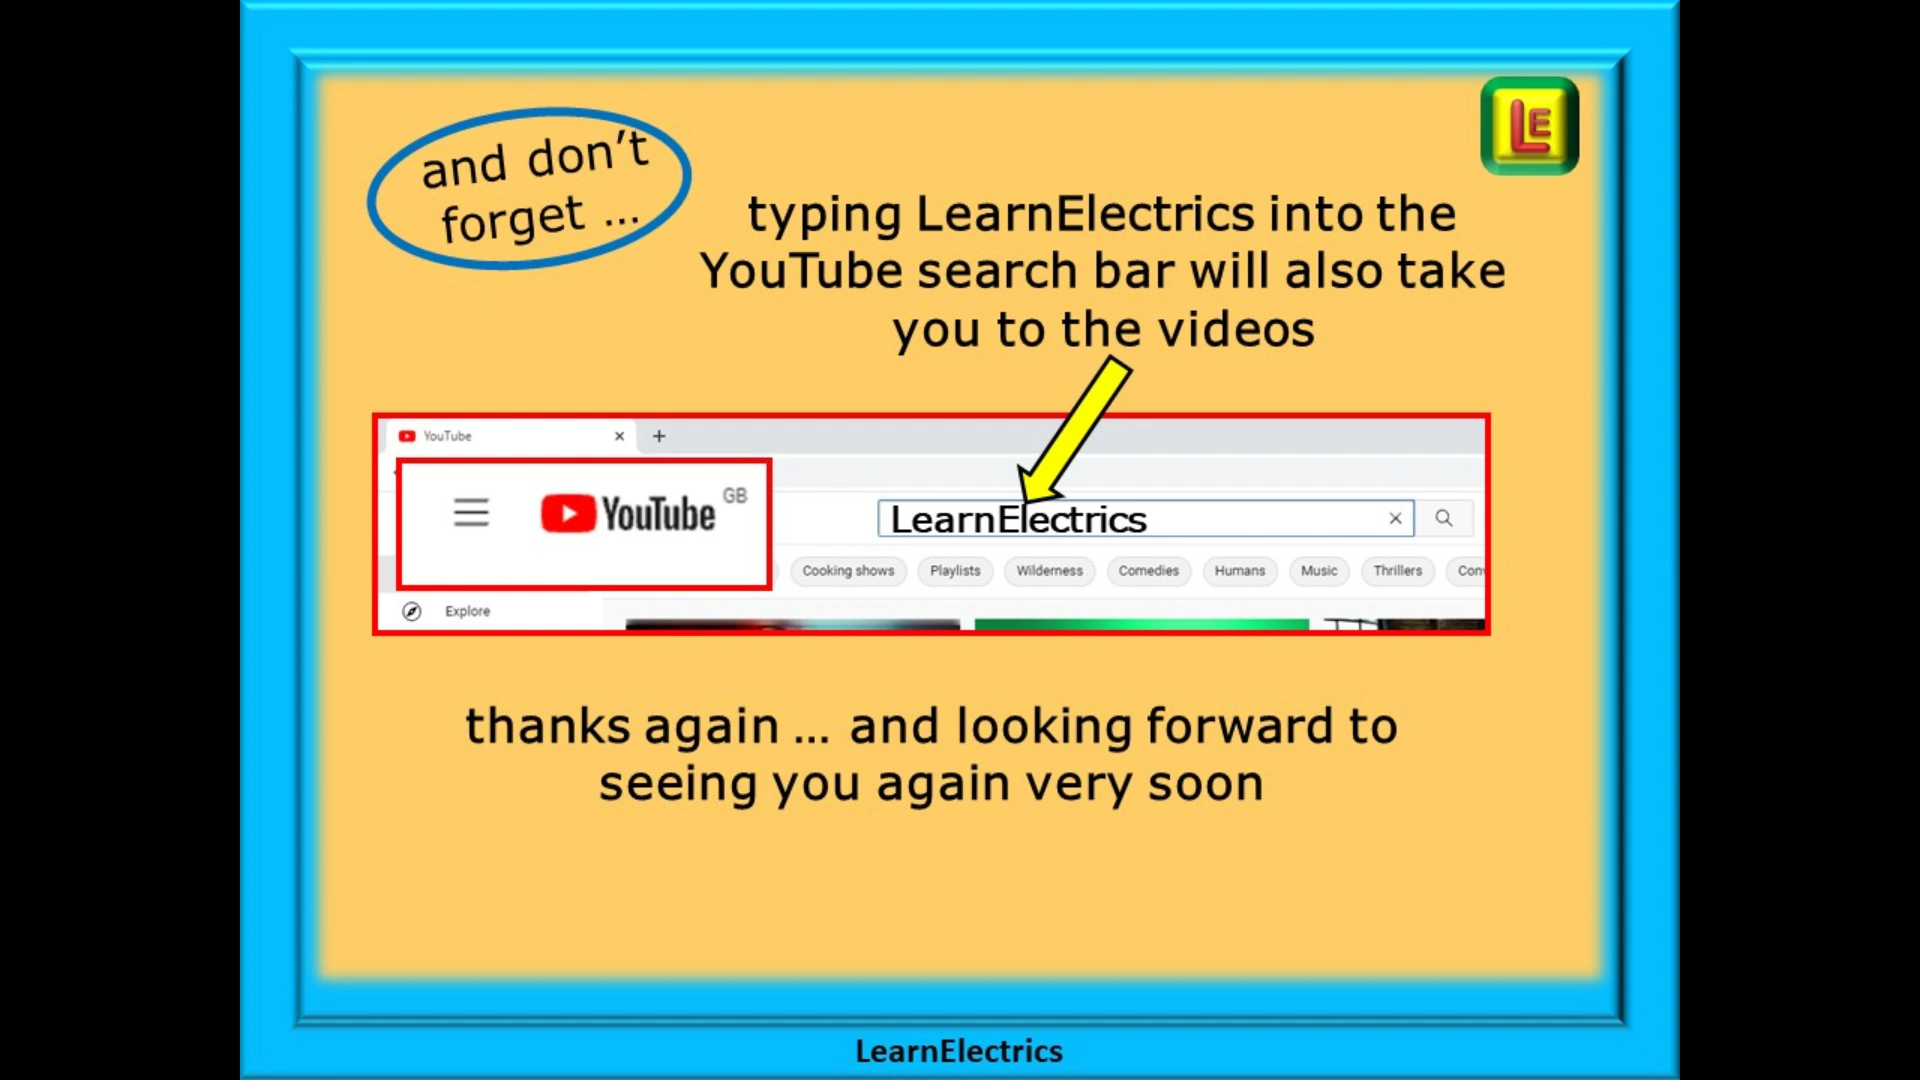 and don't
forget ...
LE
typing LearnElectrics into the
YouTube search bar will also take
you to the videos
YouTube
YouTube GB
LearnElectrics
Cooking shows Playlists Wilderness Comedies Humans Music Thrillers
Explore
thanks again ... and looking forward to
seeing you again very soon
LearnElectrics